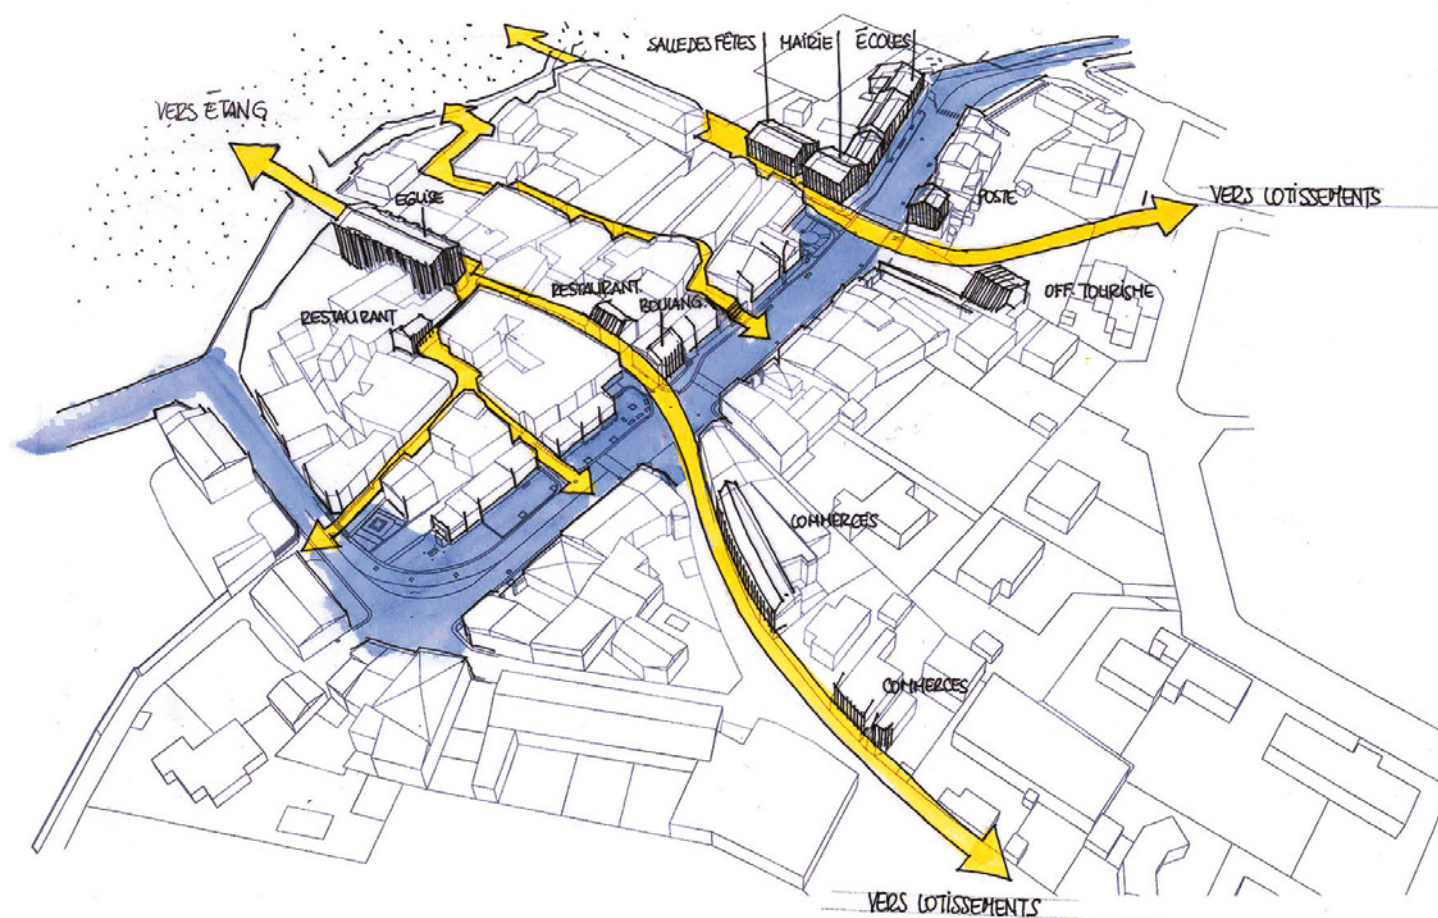 SALLE DES FÊTES
MAIRIE
ÉCOLES
VERS ÉTANG
EGLISE
POSTE
VERS LOTISSEMENTS
RESTAURANT
BOULANG.
OFF. TOURISME
RESTAURANT
COMMERCES
COMMERCES
VERS LOTISSEMENTS